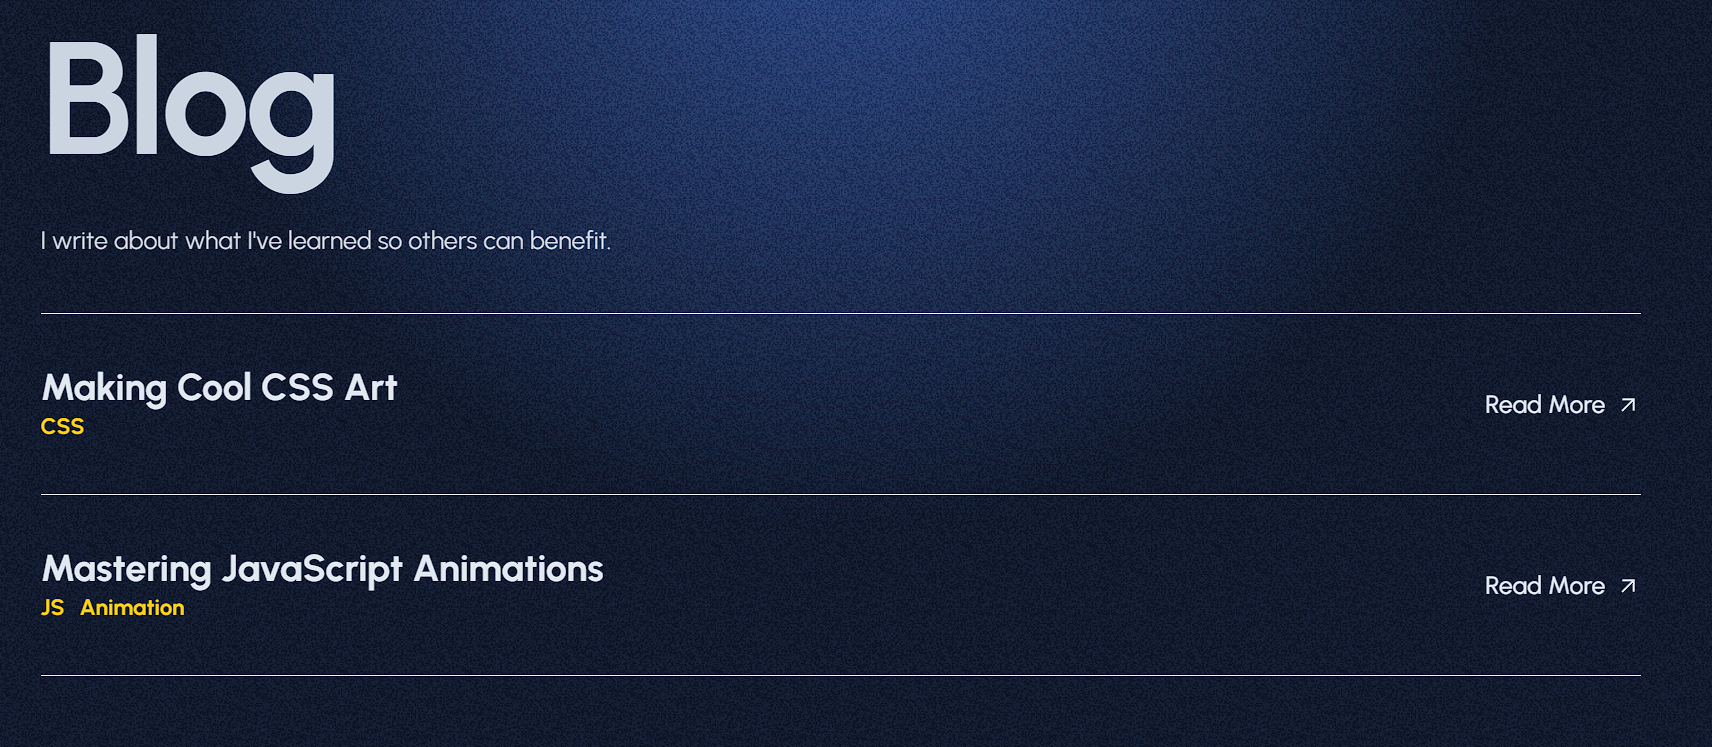 Blog
I write about what I've learned so others can benefit.
Making Cool CSS Art
CSS
Read More
Mastering JavaScript Animations
JS Animation
Read More